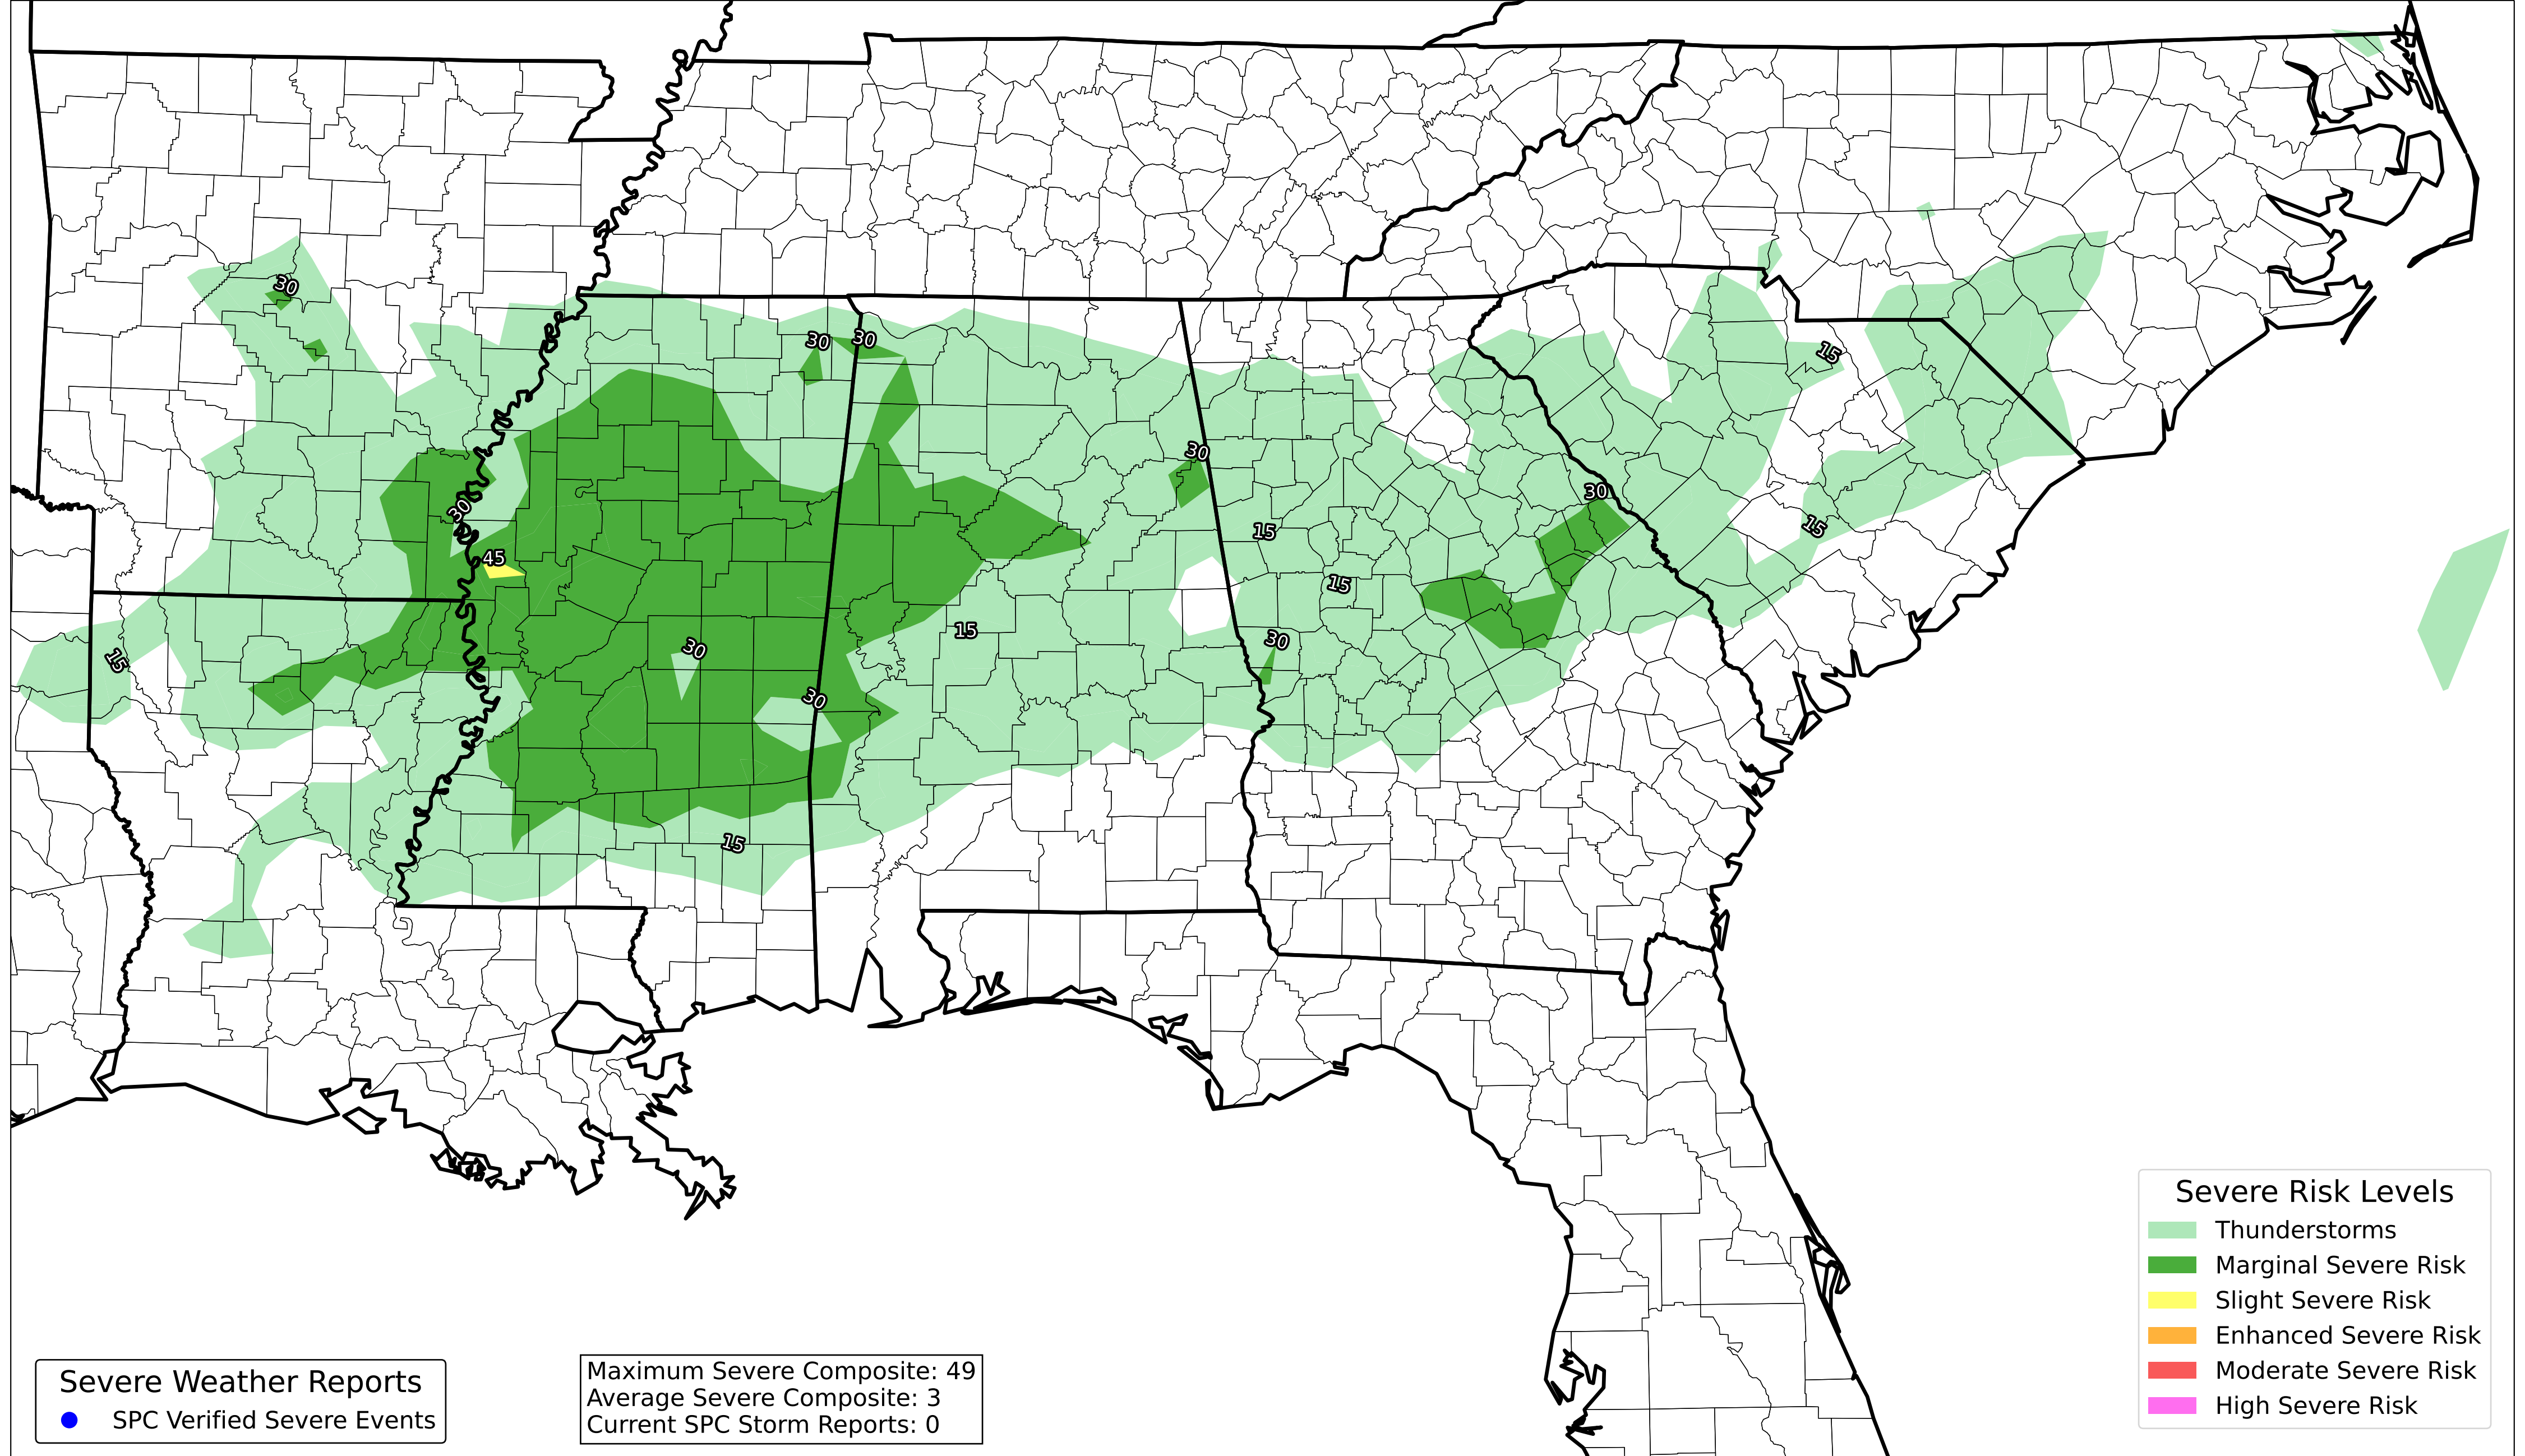 30
30
30
15
30
15
30
30
45
15
15
15
30
15
30
15
30
15
Severe Risk Levels
Thunderstorms
Marginal Severe Risk
Slight Severe Risk
Enhanced Severe Risk
Moderate Severe Risk
High Severe Risk
Severe Weather Reports
SPC Verified Severe Events
Maximum Severe Composite: 49
Average Severe Composite: 3
Current SPC Storm Reports: 0